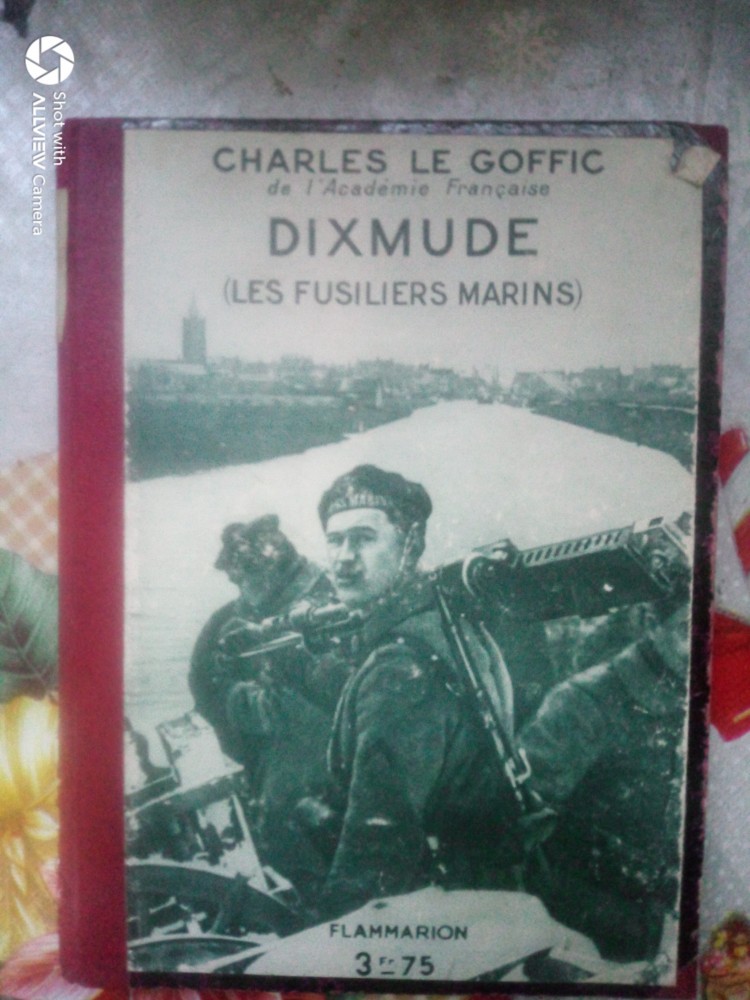 CHARLES LE GOFFIC
de l'Académie Française
DIXMUDE
(LES FUSILIERS MARINS)
FLAMMARION
3 Fr 75
Shot with
ALLVIEW Camera